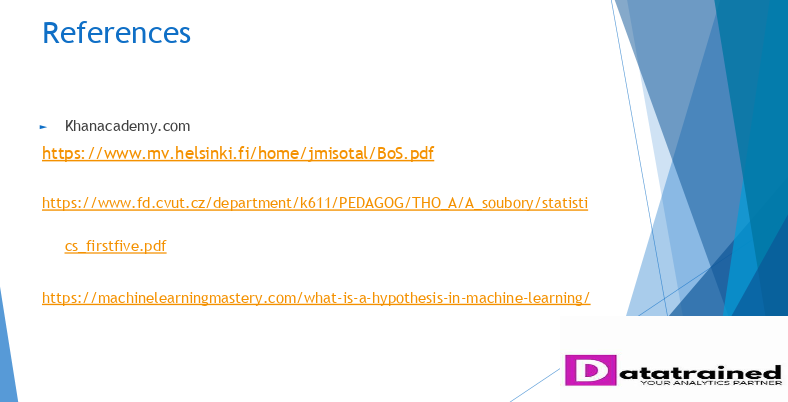 References
► Khanacademy.com
https://www.mv.helsinki.fi/home/jmisotal/BoS.pdf
https://www.fd.cvut.cz/department/k611/PEDAGOG/THO_A/A_soubory/statisti
cs_firstfive.pdf
https://machinelearningmastery.com/what-is-a-hypothesis-in-machine-learning/
Datatrained
YOUR ANALYTICS PARTNER